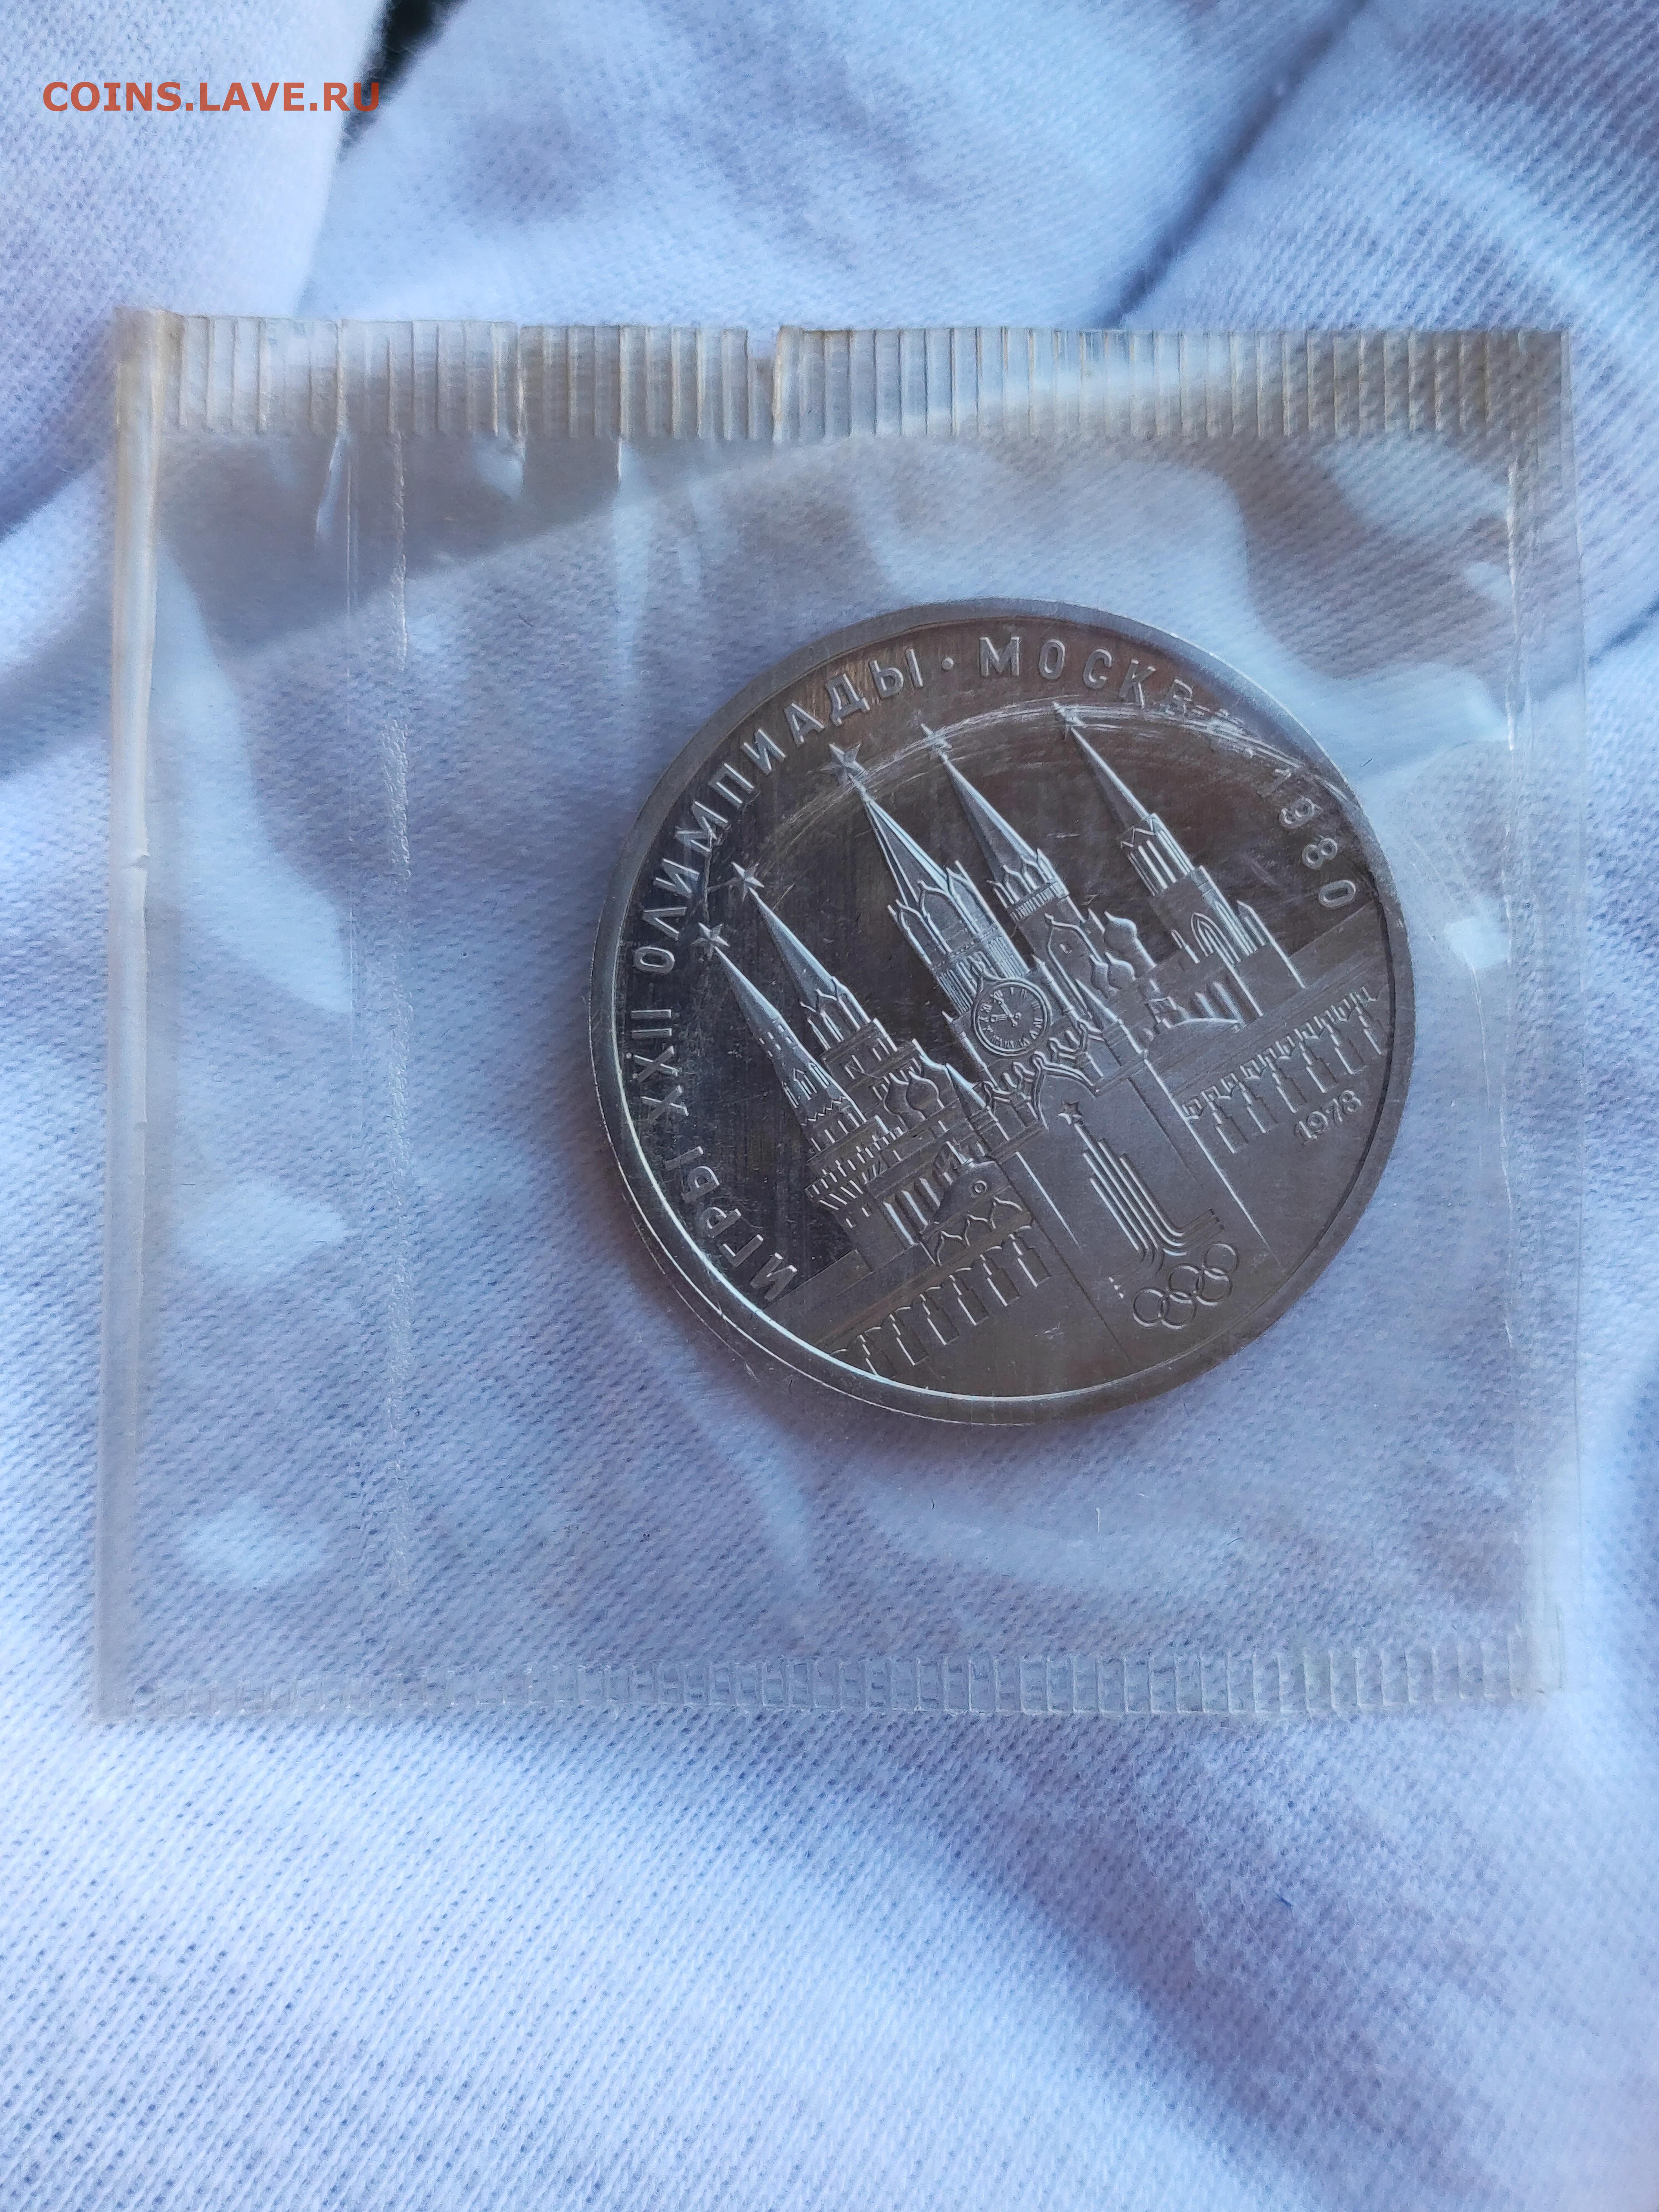 COINS.LAVE.RU
ИГРЫ XXII ОЛИМПИАДЫ · МОСКВА · 1980
1978